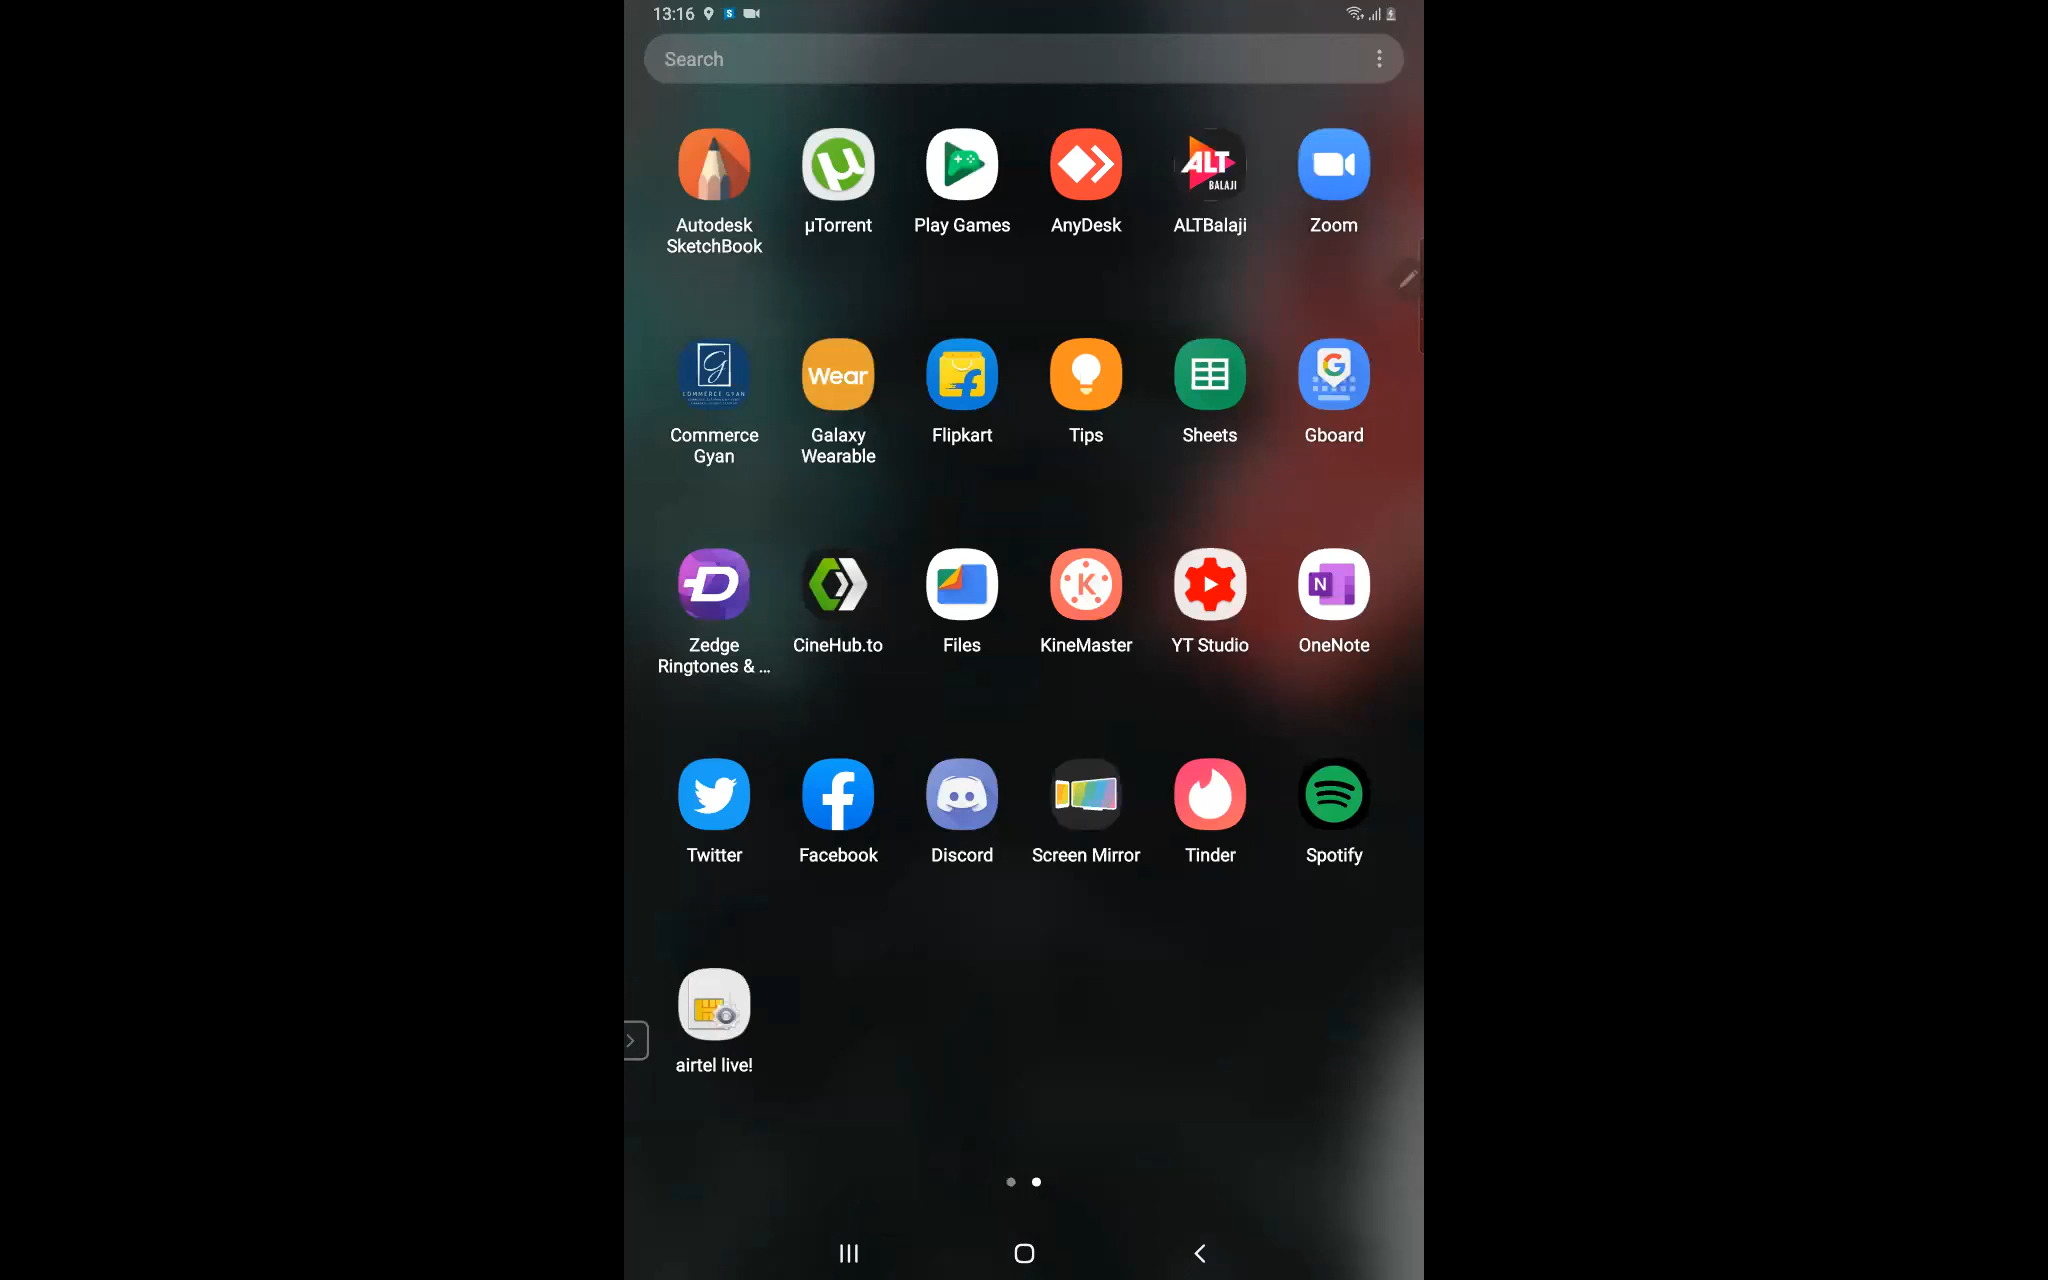 13:16
Search
ALT
BALAJI
Autodesk
SketchBook
µTorrent
Play Games
AnyDesk
ALTBalaji
Zoom
COMMERCE GYAN
Wear
Commerce
Gyan
Galaxy
Wearable
Flipkart
Tips
Sheets
Gboard
Zedge
Ringtones & ...
CineHub.to
Files
KineMaster
YT Studio
OneNote
Twitter
Facebook
Discord
Screen Mirror
Tinder
Spotify
airtel live!